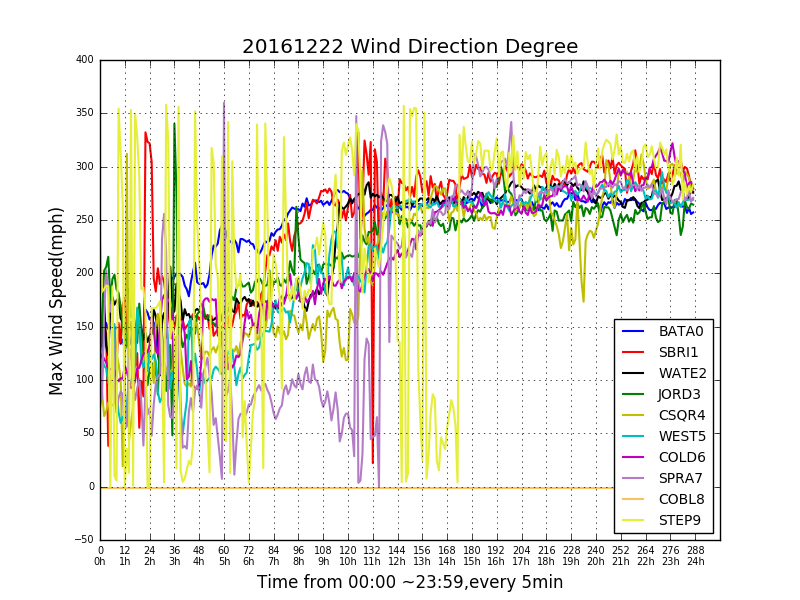 20161222 Wind Direction Degree
Max Wind Speed(mph)
400
350
300
250
200
150
100
50
0
−50
BATA0
SBRI1
WATE2
JORD3
CSQR4
WEST5
COLD6
SPRA7
COBL8
STEP9
0 12 24 36 48 60 72 84 96 108 120 132 144 156 168 180 192 204 216 228 240 252 264 276 288
0h 1h 2h 3h 4h 5h 6h 7h 8h 9h 10h 11h 12h 13h 14h 15h 16h 17h 18h 19h 20h 21h 22h 23h 24h
Time from 00:00 ~23:59,every 5min